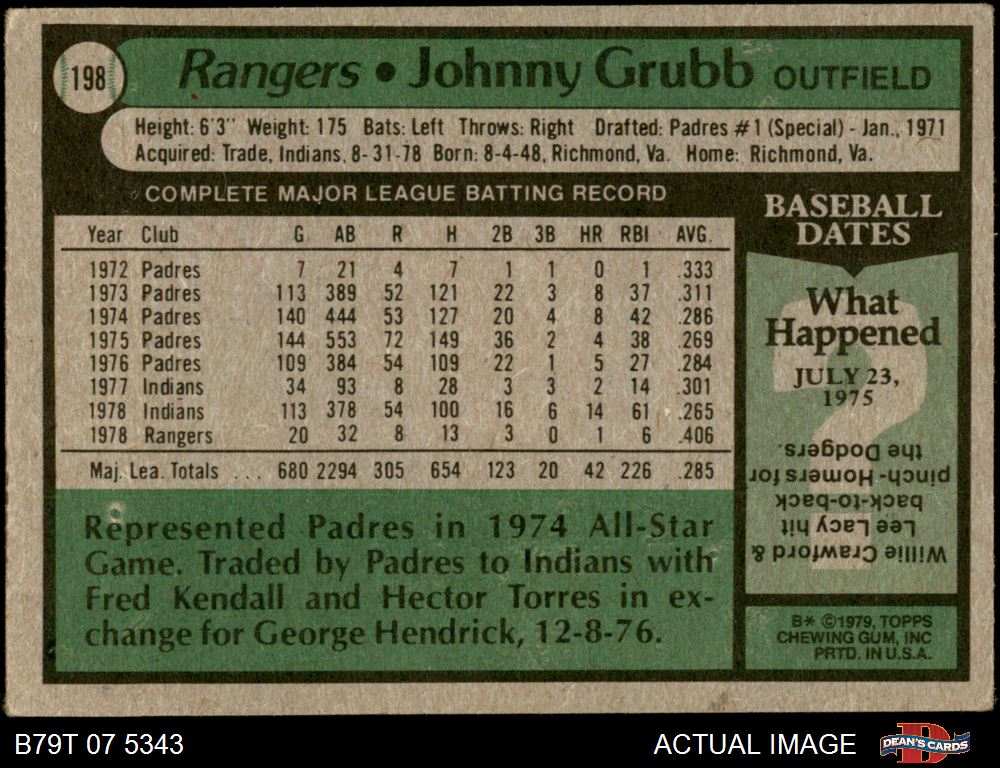 198
Rangers • Johnny Grubb OUTFIELD
Height: 6'3" Weight: 175 Bats: Left Throws: Right Drafted: Padres #1 (Special) - Jan., 1971
Acquired: Trade, Indians, 8-31-78 Born: 8-4-48, Richmond, Va. Home: Richmond, Va.
COMPLETE MAJOR LEAGUE BATTING RECORD
Year Club G AB R H 2B 3B HR RBI AVG.
1972 Padres 7 21 4 7 1 1 0 1 .333
1973 Padres 113 389 52 121 22 3 8 37 .311
1974 Padres 140 444 53 127 20 4 8 42 .286
1975 Padres 144 553 72 149 36 2 4 38 .269
1976 Padres 109 384 54 109 22 1 5 27 .284
1977 Indians 34 93 8 28 3 3 2 14 .301
1978 Indians 113 378 54 100 16 6 14 61 .265
1978 Rangers 20 32 8 13 3 0 1 6 .406
Maj. Lea. Totals ... 680 2294 305 654 123 20 42 226 .285
Represented Padres in 1974 All-Star
Game. Traded by Padres to Indians with
Fred Kendall and Hector Torres in ex-
change for George Hendrick, 12-8-76.
BASEBALL
DATES
What
Happened
JULY 23,
1975
?
Willie Crawford &
Lee Lacy hit
back-to-back
pinch-Homers for
the Dodgers.
B* ©1979, TOPPS
CHEWING GUM, INC
PRTD. IN U.S.A.
B79T 07 5343
ACTUAL IMAGE
D
DEAN'S CARDS